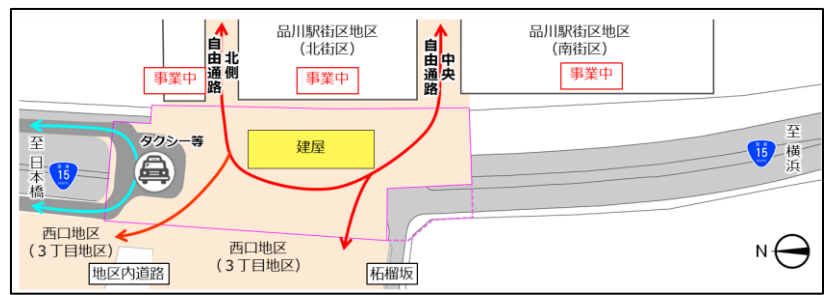 品川駅街区地区
(北街区)
品川駅街区地区
(南街区)
北側
自由通路
中央
自由通路
事業中
事業中
事業中
タクシー等
建屋
至 日本橋
15
15
至 横浜
西口地区
(3丁目地区)
西口地区
(3丁目地区)
地区内道路
柘榴坂
N